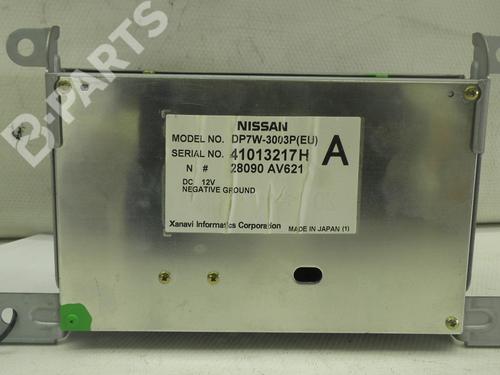 B-PARTS
NISSAN
MODEL NO. DP7W-3003P(EU)
SERIAL NO. 41013217H A
N # 28090 AV621
DC 12V
NEGATIVE GROUND
Xanavi Informatics Corporation MADE IN JAPAN (1)